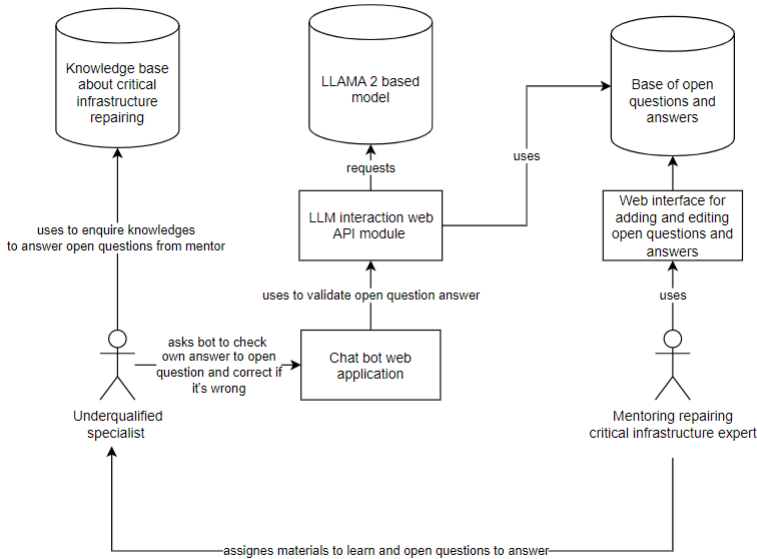 Knowledge base
about critical
infrastructure
repairing
LLAMA 2 based
model
Base of open
questions and
answers
requests
uses
LLM interaction web
API module
Web interface for
adding and editing
open questions and
answers
uses to enquire knowledges
to answer open questions from mentor
uses to validate open question answer
uses
asks bot to check
own answer to open
question and correct if
it's wrong
Chat bot web
application
Underqualified
specialist
Mentoring repairing
critical infrastructure expert
assignes materials to learn and open questions to answer